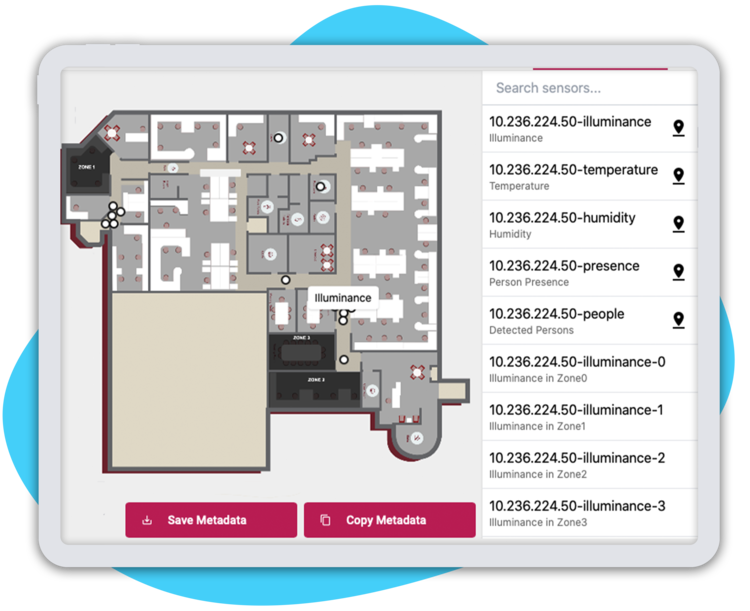 Search sensors...
10.236.224.50-illuminance
Illuminance
10.236.224.50-temperature
Temperature
10.236.224.50-humidity
Humidity
10.236.224.50-presence
Person Presence
10.236.224.50-people
Detected Persons
10.236.224.50-illuminance-0
Illuminance in Zone0
10.236.224.50-illuminance-1
Illuminance in Zone1
10.236.224.50-illuminance-2
Illuminance in Zone2
10.236.224.50-illuminance-3
Illuminance in Zone3
ZONE 1
Illuminance
ZONE 3
Save Metadata
Copy Metadata